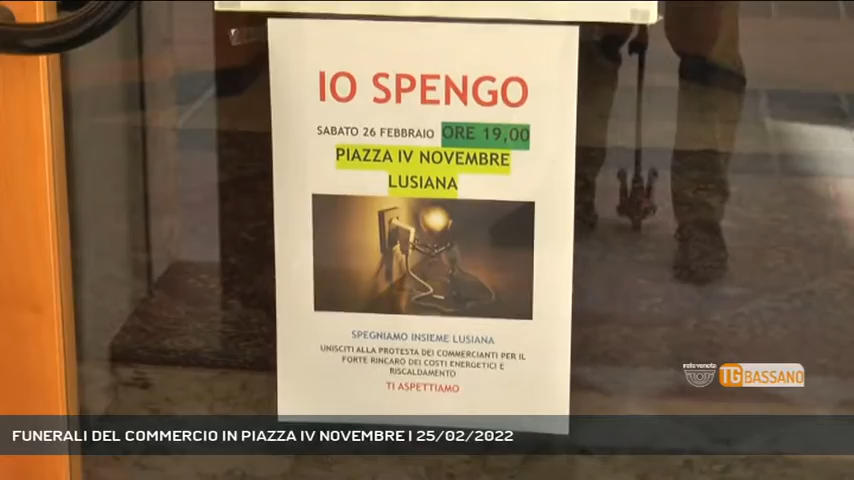 IO SPENGO
SABATO 26 FEBBRAIO ORE 19,00
PIAZZA IV NOVEMBRE
LUSIANA
SPEGNIAMO INSIEME LUSIANA
UNISCITI ALLA PROTESTA DEI COMMERCIANTI PER IL
FORTE RINCARO DEI COSTI ENERGETICI E
RISCALDAMENTO
TI ASPETTIAMO
rete veneta
TG BASSANO
FUNERALI DEL COMMERCIO IN PIAZZA IV NOVEMBRE | 25/02/2022